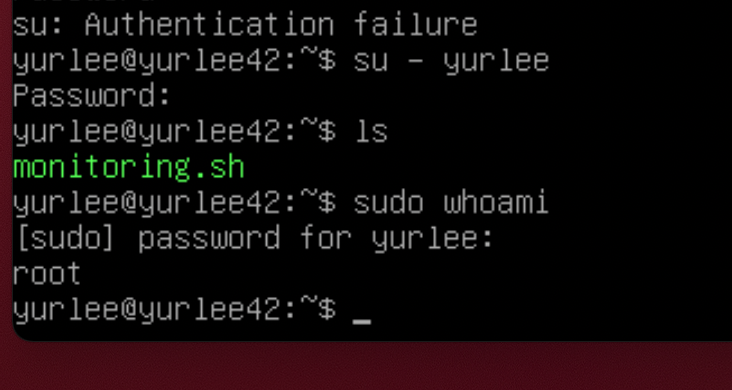 su: Authentication failure
yurlee@yurlee42:~$ su - yurlee
Password:
yurlee@yurlee42:~$ ls
monitoring.sh
yurlee@yurlee42:~$ sudo whoami
[sudo] password for yurlee:
root
yurlee@yurlee42:~$ _